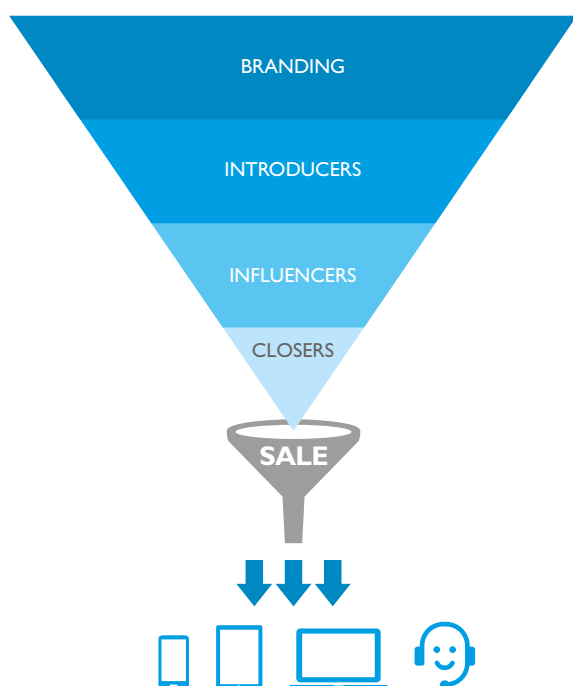 BRANDING
INTRODUCERS
INFLUENCERS
CLOSERS
SALE